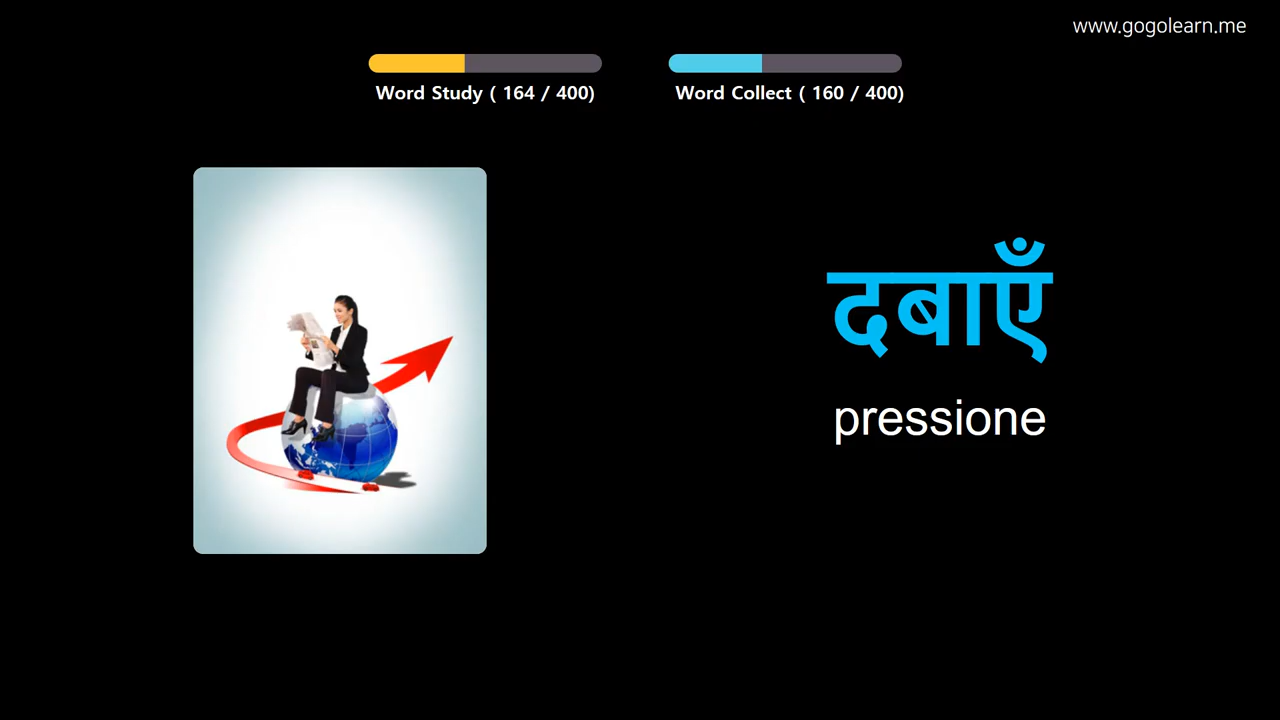 www.gogolearn.me
Word Study ( 164 / 400)
Word Collect ( 160 / 400)
दबाएँ
pressione